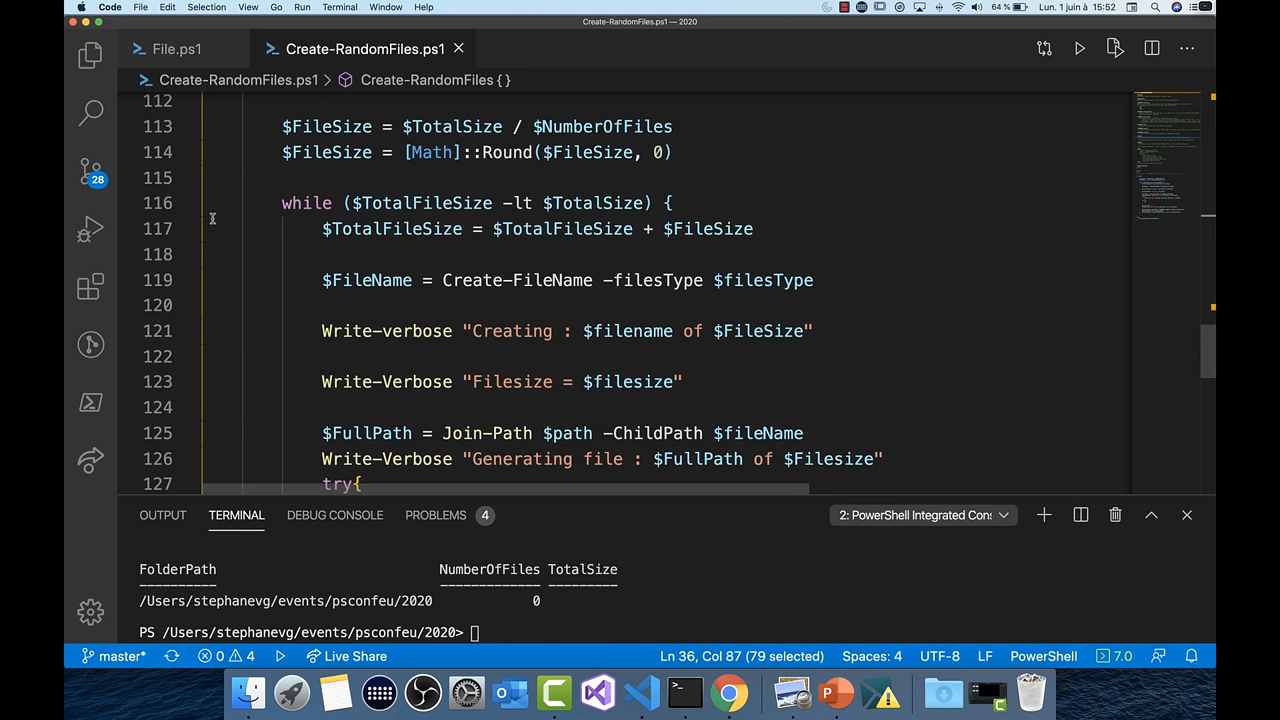 Code File Edit Selection View Go Run Terminal Window Help 64 % Lun. 1 juin à 15:52
Create-RandomFiles.ps1 — 2020
File.ps1 Create-RandomFiles.ps1
Create-RandomFiles.ps1 > Create-RandomFiles { }
112
113 $FileSize = $TotalSize / $NumberOfFiles
114 $FileSize = [Math]::Round($FileSize, 0)
115
116 while ($TotalFileSize -lt $TotalSize) {
117 $TotalFileSize = $TotalFileSize + $FileSize
118
119 $FileName = Create-FileName -filesType $filesType
120
121 Write-verbose "Creating : $filename of $FileSize"
122
123 Write-Verbose "Filesize = $filesize"
124
125 $FullPath = Join-Path $path -ChildPath $fileName
126 Write-Verbose "Generating file : $FullPath of $Filesize"
127 try{
28
OUTPUT TERMINAL DEBUG CONSOLE PROBLEMS 4 2: PowerShell Integrated Con:
FolderPath NumberOfFiles TotalSize
---------- ------------- ---------
/Users/stephanevg/events/psconfeu/2020 0
PS /Users/stephanevg/events/psconfeu/2020>
master* 0 4 Live Share Ln 36, Col 87 (79 selected) Spaces: 4 UTF-8 LF PowerShell 7.0